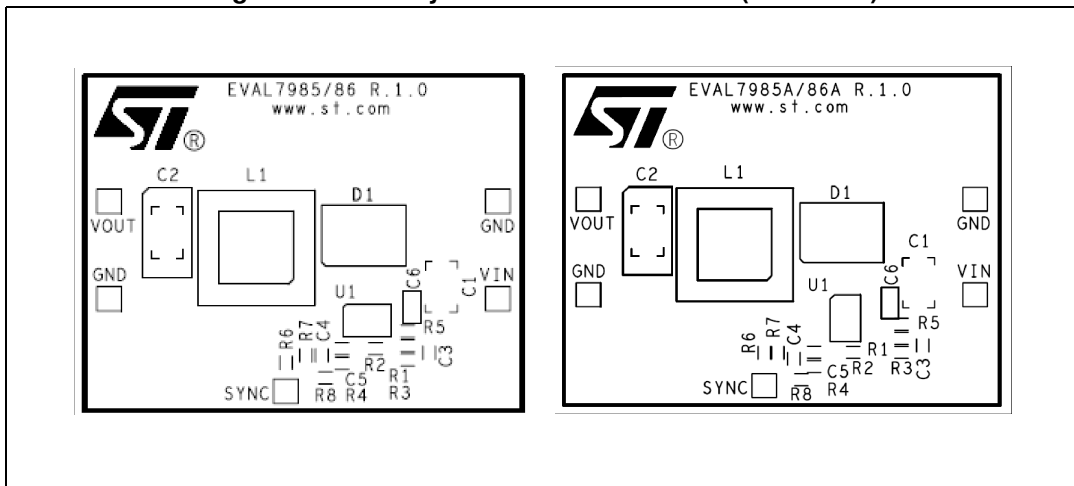 EVAL7985/86 R.1.0
www.st.com
ST®
C2
L1
D1
VOUT
GND
GND
VIN
C6
C1
U1
R6
R7
C4
R5
R2
C3
C5
R1
SYNC
R8
R4
R3
EVAL7985A/86A R.1.0
www.st.com
ST®
C2
L1
D1
VOUT
GND
C1
GND
VIN
C6
U1
R6
R7
C4
R5
R1
R2
R3
C3
C5
SYNC
R8
R4